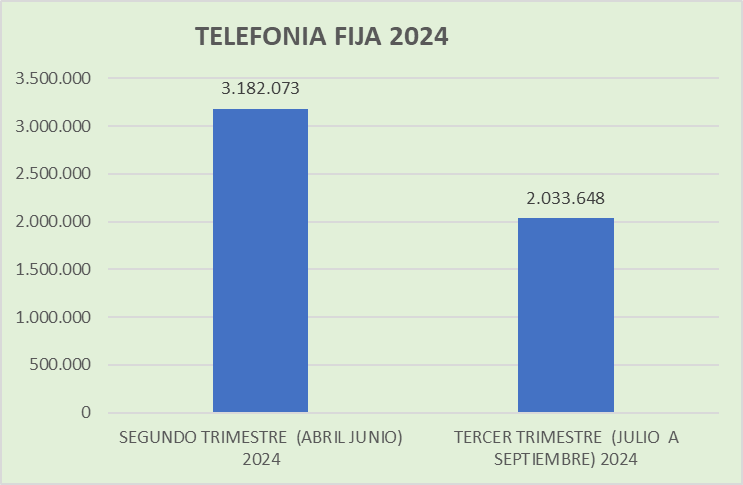 TELEFONIA FIJA 2024
3.500.000
3.182.073
3.000.000
2.500.000
2.033.648
2.000.000
1.500.000
1.000.000
500.000
0
SEGUNDO TRIMESTRE (ABRIL JUNIO)
2024
TERCER TRIMESTRE (JULIO A
SEPTIEMBRE) 2024